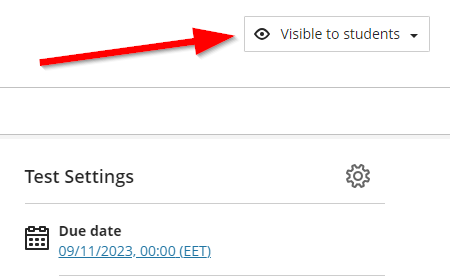 Visible to students
Test Settings
Due date
09/11/2023, 00:00 (EET)